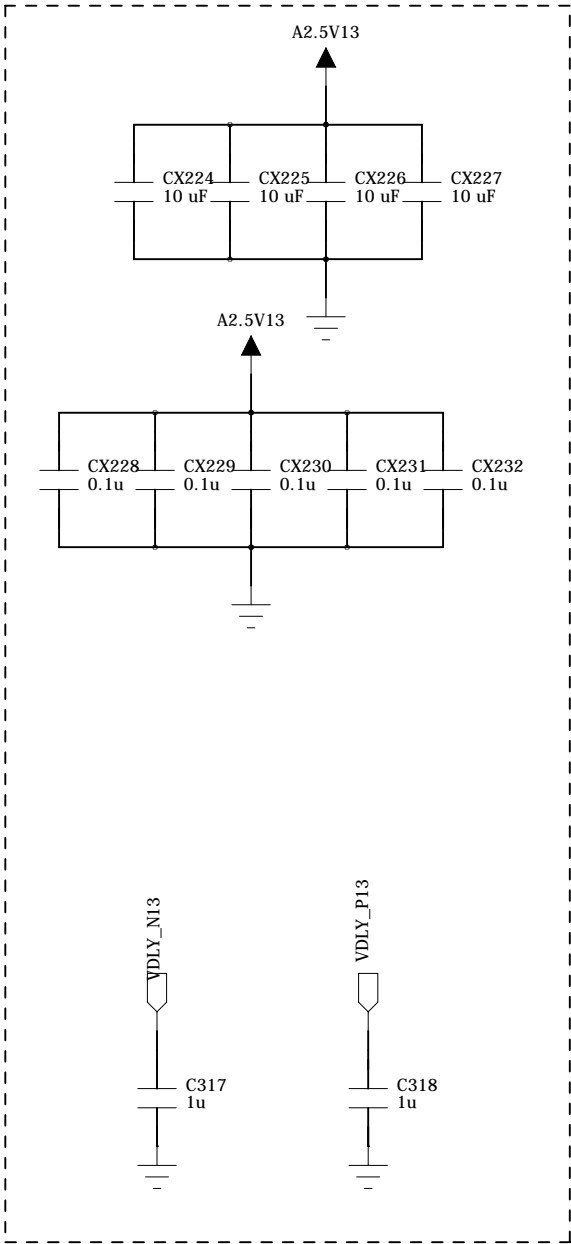 A2.5V13
CX224 CX225 CX226 CX227
10 uF 10 uF 10 uF 10 uF
A2.5V13
CX228 CX229 CX230 CX231 CX232
0.1u 0.1u 0.1u 0.1u 0.1u
VDLY_N13
VDLY_P13
C317 C318
1u 1u